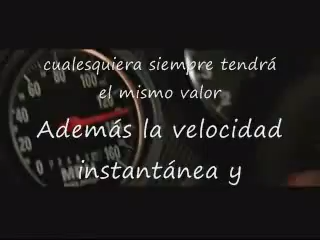 cualesquiera siempre tendrá
el mismo valor
Además la velocidad
instantánea y